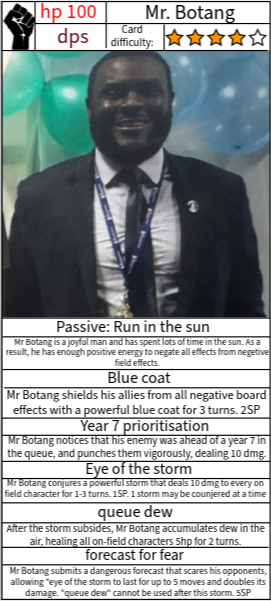 hp 100
Mr. Botang
dps
Card
difficulty:
Passive: Run in the sun
Mr Botang is a joyful man and has spent lots of time in the sun. As a
result, he has enough positive energy to negate all effects from negetive
field effects.
Blue coat
Mr Botang shields his allies from all negative board
effects with a powerful blue coat for 3 turns. 2SP
Year 7 prioritisation
Mr Botang notices that his enemy was ahead of a year 7 in
the queue, and punches them vigorously, dealing 10 dmg.
Eye of the storm
Mr Botang conjures a powerful storm that deals 10 dmg to every on
field character for 1-3 turns. 1SP. 1 storm may be counjered at a time
queue dew
After the storm subsides, Mr Botang accumulates dew in the
air, healing all on-field characters 5hp for 2 turns.
forecast for fear
Mr Botang submits a dangerous forecast that scares his opponents,
allowing "eye of the storm to last for up to 5 moves and doubles its
damage. "queue dew" cannot be used after this storm. 5SP